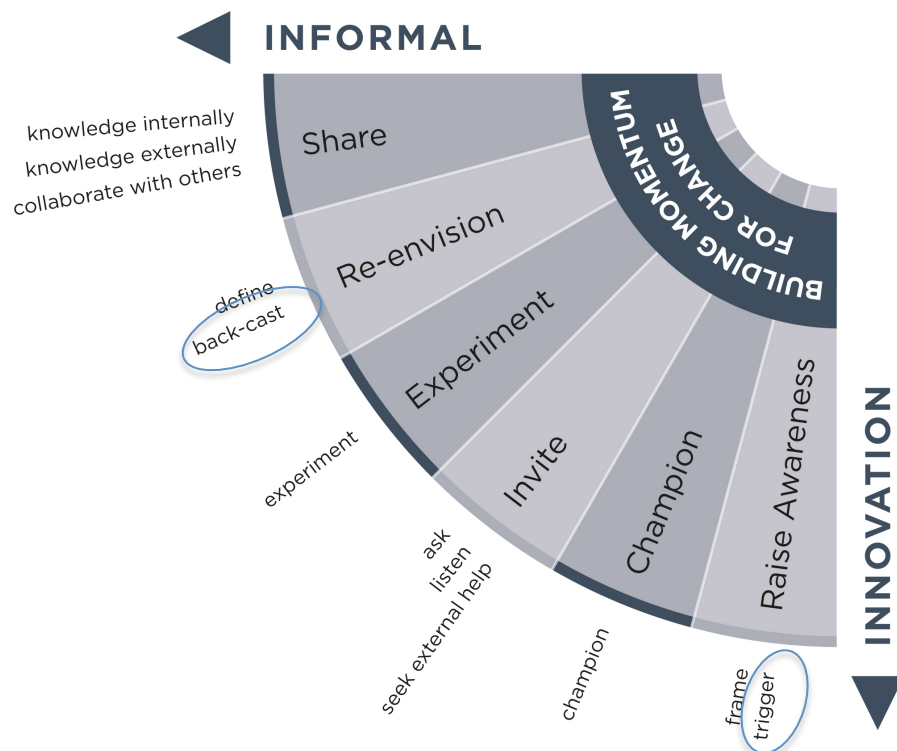 INFORMAL
knowledge internally
knowledge externally
collaborate with others
Share
BUILDING MOMENTUM
FOR CHANGE
Re-envision
define
back-cast
Experiment
experiment
Invite
ask
listen
seek external help
Champion
champion
Raise Awareness
frame
trigger
INNOVATION